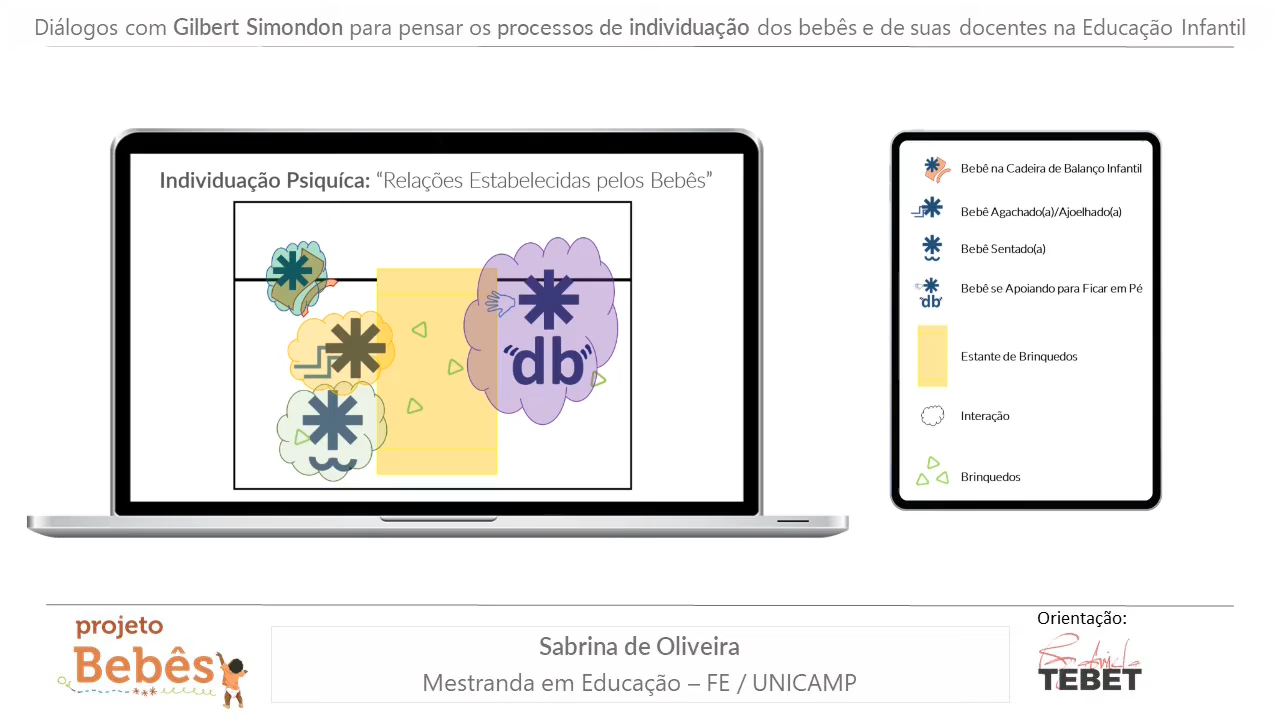 Diálogos com Gilbert Simondon para pensar os processos de individuação dos bebês e de suas docentes na Educação Infantil
Individuação Psiquíca: “Relações Estabelecidas pelos Bebês”
db
Bebê na Cadeira de Balanço Infantil
Bebê Agachado(a)/Ajoelhado(a)
Bebê Sentado(a)
Bebê se Apoiando para Ficar em Pé
db
Estante de Brinquedos
Interação
Brinquedos
projeto
Bebês
Sabrina de Oliveira
Mestranda em Educação – FE / UNICAMP
Orientação:
TEBET